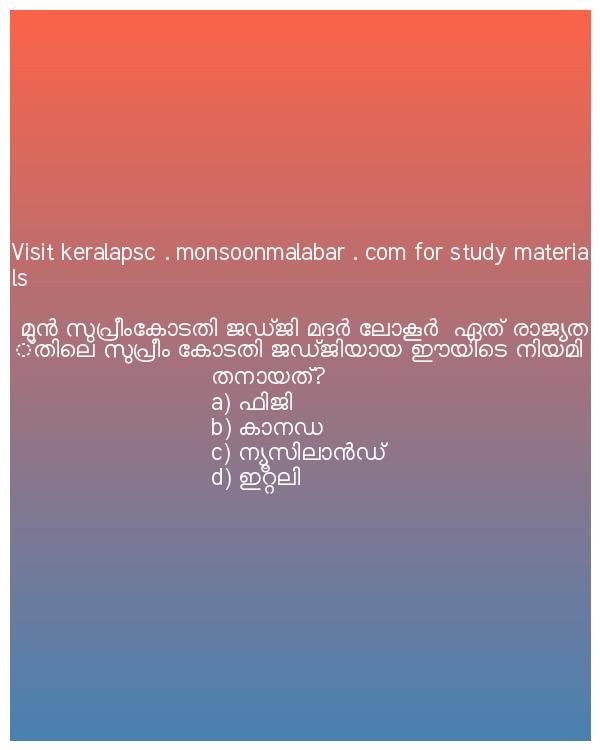 Visit keralapsc . monsoonmalabar . com for study materia
ls
മുൻ സുപ്രീംകോടതി ജഡ്ജി മദർ ലോകൂർ  ഏത് രാജ്യത
്തിലെ സുപ്രീം കോടതി ജഡ്ജിയായ ഈയിടെ നിയമി
തനായത്?
a) ഫിജി
b) കാനഡ
c) ന്യൂസിലാൻഡ്
d) ഇറ്റലി